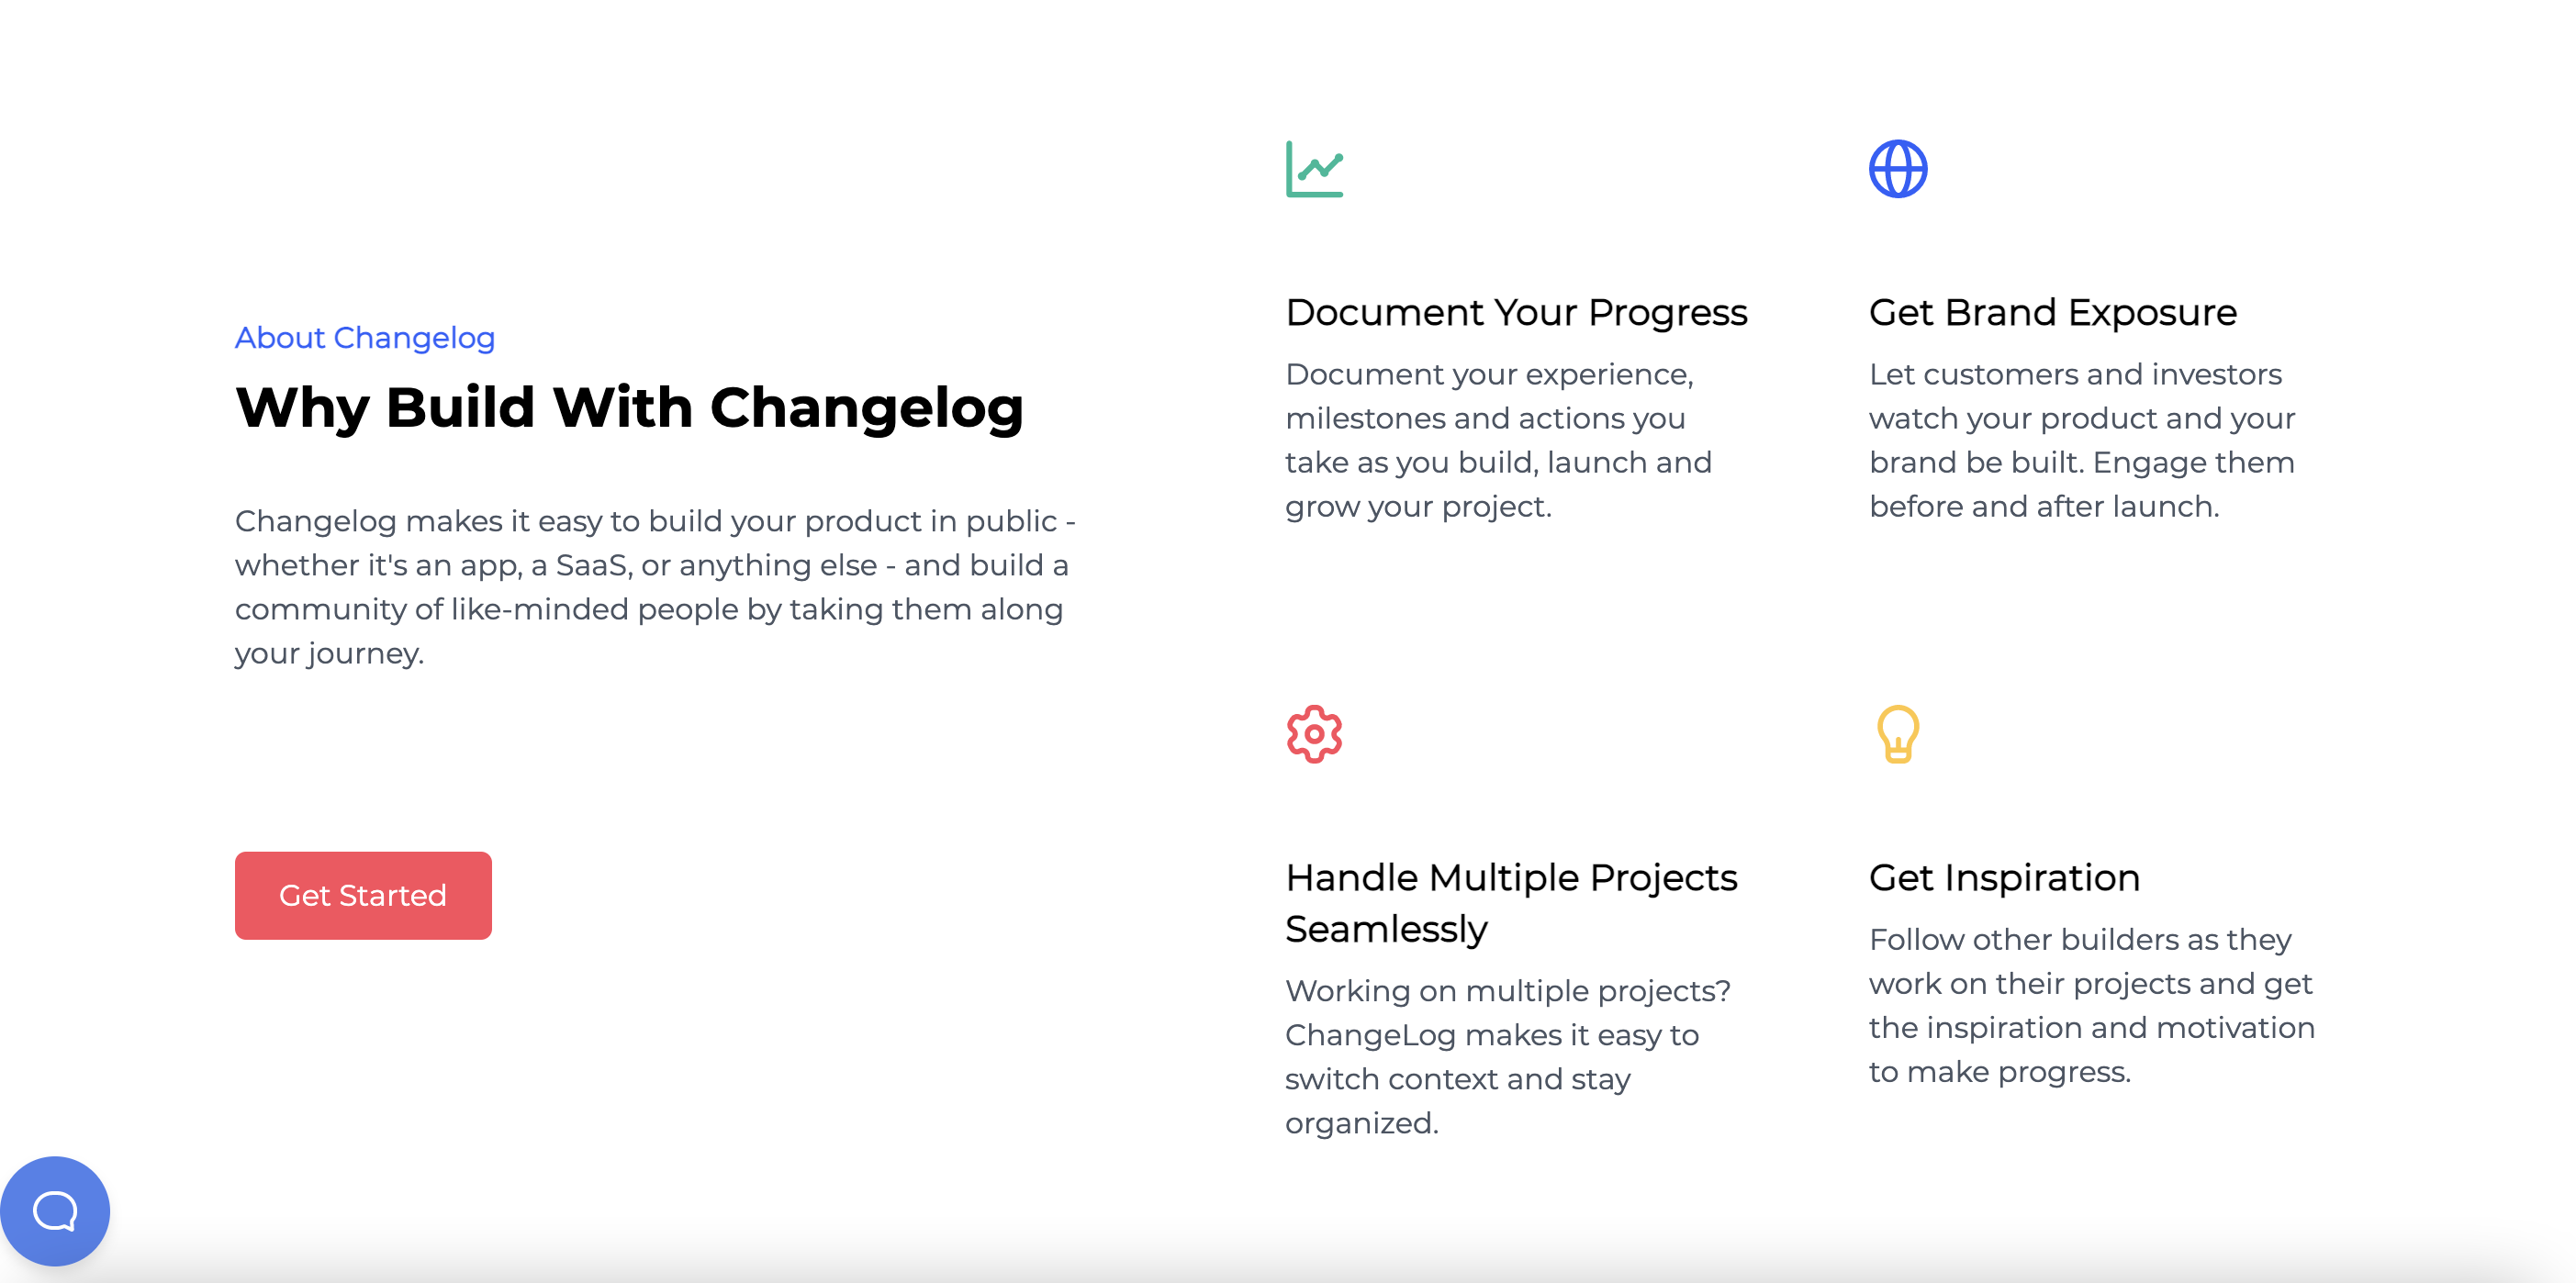 About Changelog
Why Build With Changelog
Changelog makes it easy to build your product in public -
whether it's an app, a SaaS, or anything else - and build a
community of like-minded people by taking them along
your journey.
Get Started
Document Your Progress
Document your experience,
milestones and actions you
take as you build, launch and
grow your project.
Get Brand Exposure
Let customers and investors
watch your product and your
brand be built. Engage them
before and after launch.
Handle Multiple Projects
Seamlessly
Working on multiple projects?
ChangeLog makes it easy to
switch context and stay
organized.
Get Inspiration
Follow other builders as they
work on their projects and get
the inspiration and motivation
to make progress.